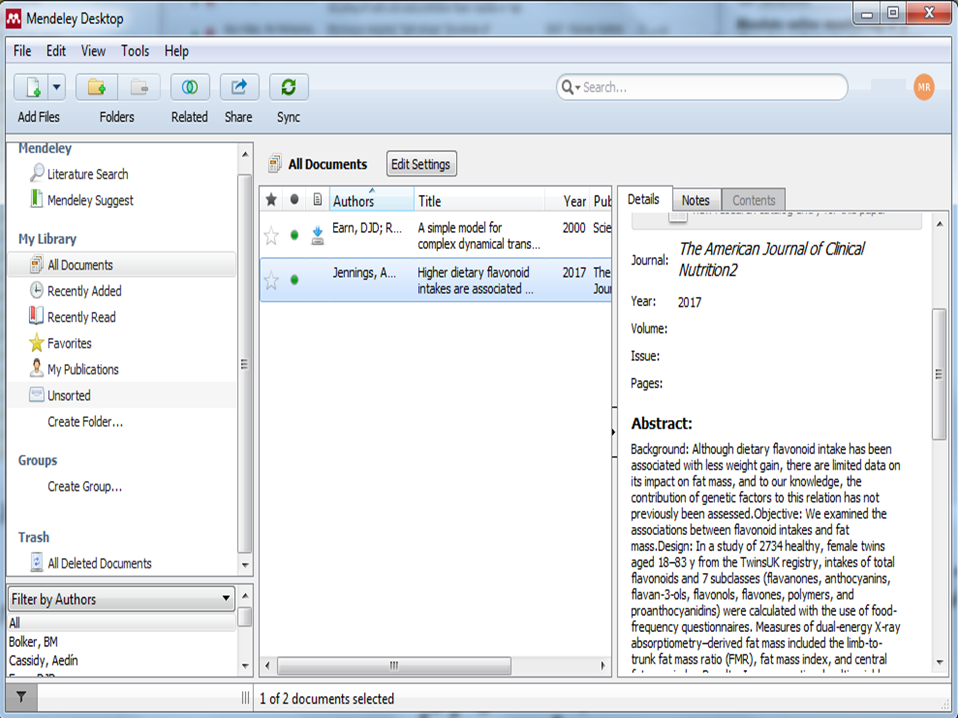 Mendeley Desktop
File Edit View Tools Help
Search...
MR
Add Files Folders Related Share Sync
Mendeley
Literature Search
Mendeley Suggest
My Library
All Documents
Recently Added
Recently Read
Favorites
My Publications
Unsorted
Create Folder...
Groups
Create Group...
Trash
All Deleted Documents
Filter by Authors
All
Bolker, BM
Cassidy, Aedín
All Documents Edit Settings
Authors Title Year Pub
Earn, DJD; R... A simple model for 2000 Scie
complex dynamical trans...
Jennings, A... Higher dietary flavonoid 2017 The
intakes are associated ... Jou
Details Notes Contents
Journal: The American Journal of Clinical
Nutrition2
Year: 2017
Volume:
Issue:
Pages:
Abstract:
Background: Although dietary flavonoid intake has been
associated with less weight gain, there are limited data on
its impact on fat mass, and to our knowledge, the
contribution of genetic factors to this relation has not
previously been assessed.Objective: We examined the
associations between flavonoid intakes and fat
mass.Design: In a study of 2734 healthy, female twins
aged 18–83 y from the TwinsUK registry, intakes of total
flavonoids and 7 subclasses (flavanones, anthocyanins,
flavan-3-ols, flavonols, flavones, polymers, and
proanthocyanidins) were calculated with the use of food-
frequency questionnaires. Measures of dual-energy X-ray
absorptiometry–derived fat mass included the limb-to-
trunk fat mass ratio (FMR), fat mass index, and central
1 of 2 documents selected